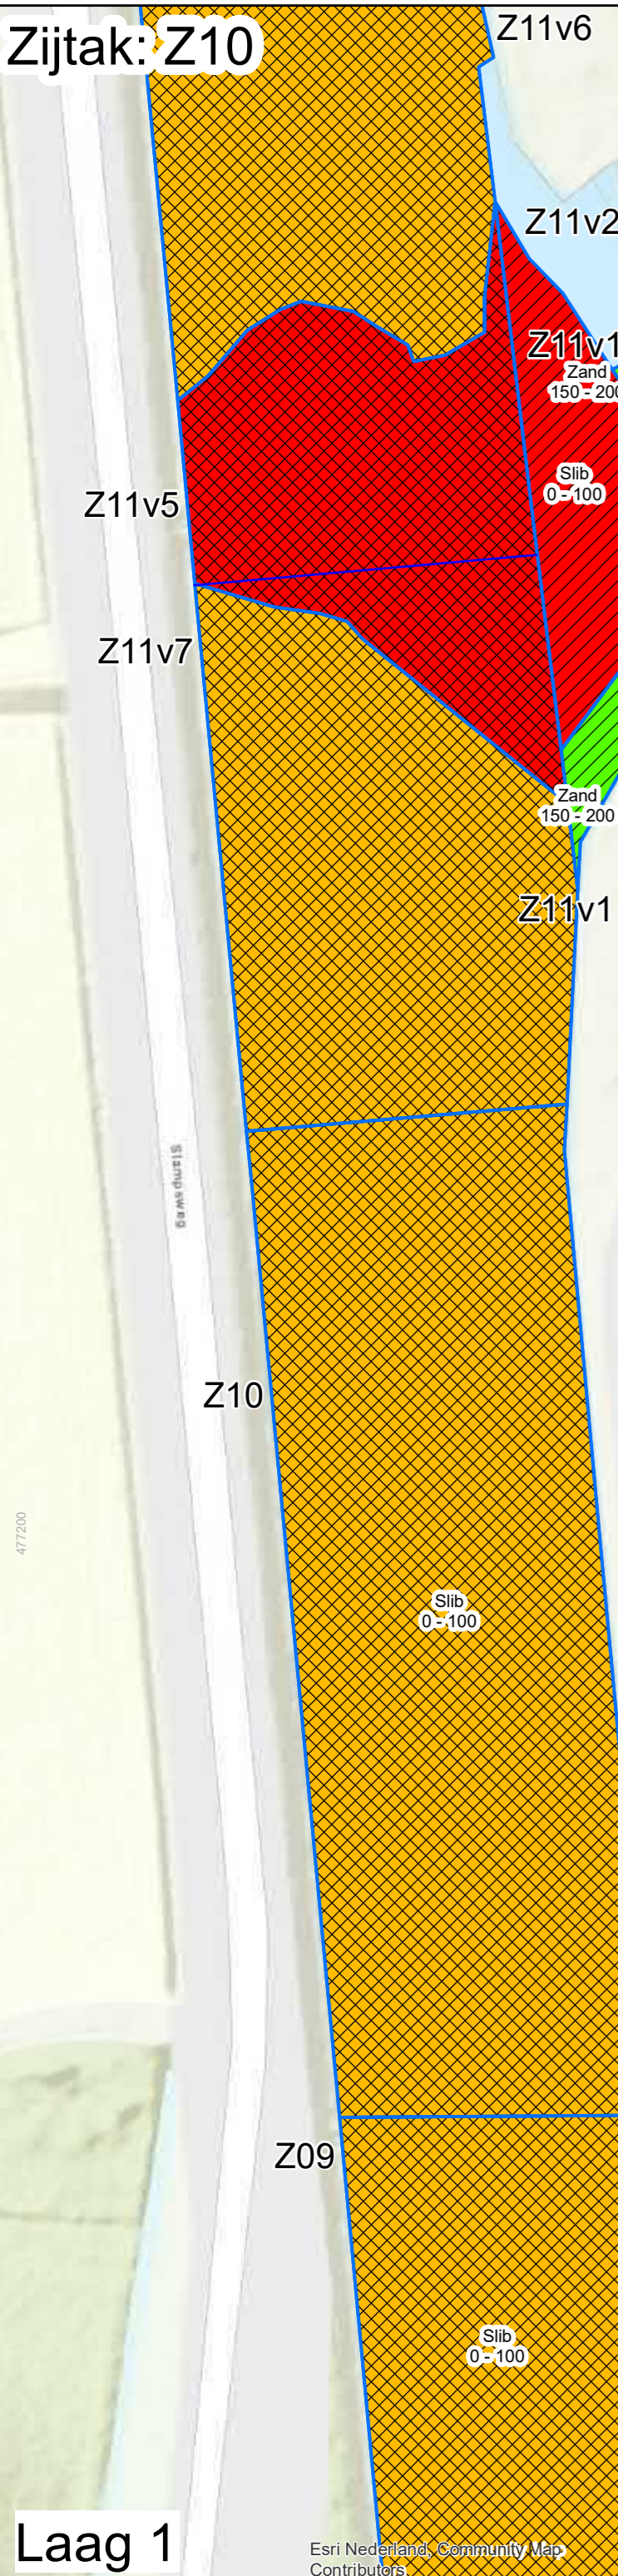 Zijtak: Z10
Z11v6
Z11v2
Z11v1
Zand
150 - 200
Slib
0 - 100
Z11v5
Z11v7
Zand
150 - 200
Z11v1
Slampsweg
Z10
477200
Slib
0 - 100
Z09
Slib
0 - 100
Laag 1
Esri Nederland, Community Map
Contributors